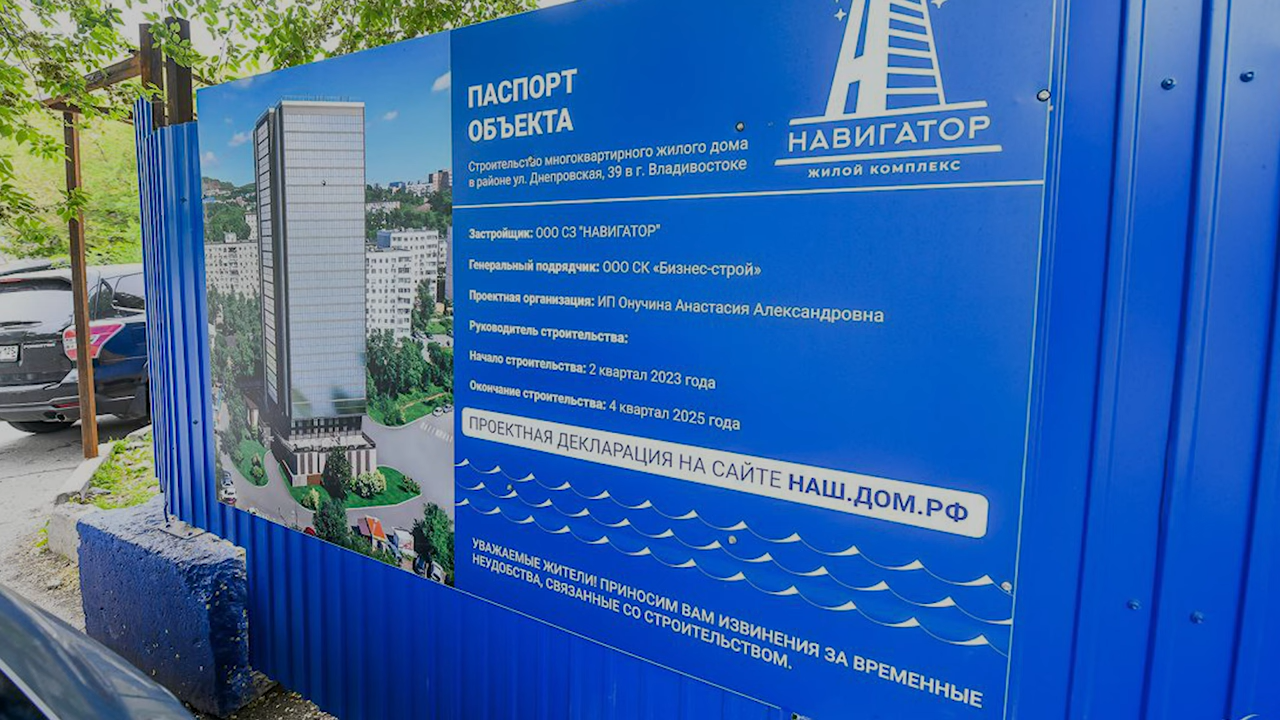 ПАСПОРТ
ОБЪЕКТА
Строительство многоквартирного жилого дома
в районе ул. Днепровская, 39 в г. Владивостоке
НАВИГАТОР
ЖИЛОЙ КОМПЛЕКС
Застройщик: ООО СЗ "НАВИГАТОР"
Генеральный подрядчик: ООО СК «Бизнес-строй»
Проектная организация: ИП Онучина Анастасия Александровна
Руководитель строительства:
Начало строительства: 2 квартал 2023 года
Окончание строительства: 4 квартал 2025 года
ПРОЕКТНАЯ ДЕКЛАРАЦИЯ НА САЙТЕ НАШ.ДОМ.РФ
УВАЖАЕМЫЕ ЖИТЕЛИ! ПРИНОСИМ ВАМ ИЗВИНЕНИЯ ЗА ВРЕМЕННЫЕ
НЕУДОБСТВА, СВЯЗАННЫЕ СО СТРОИТЕЛЬСТВОМ.